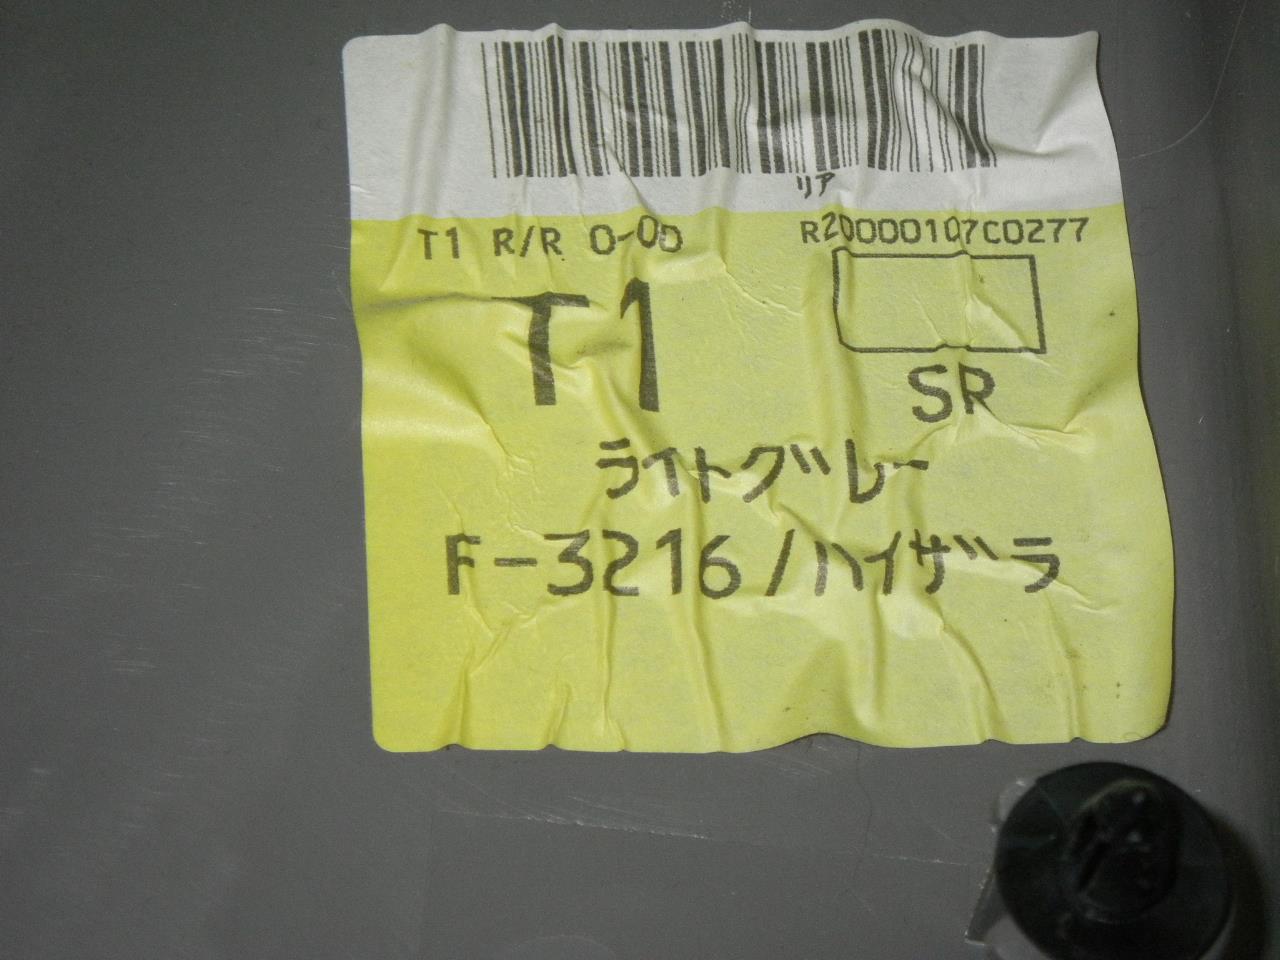 リア
T1 R/R 0-00
R20000107C0277
T1
SR
ライトグレー
F-3216/ハイザラ